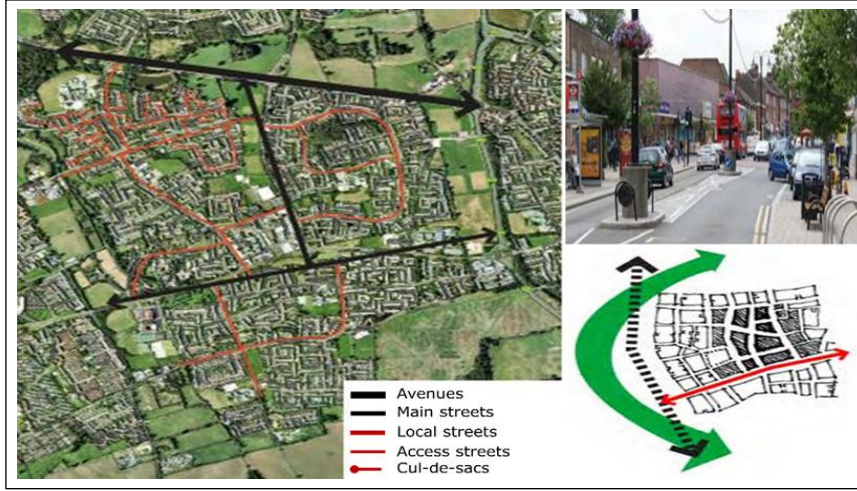 Avenues
Main streets
Local streets
Access streets
Cul-de-sacs